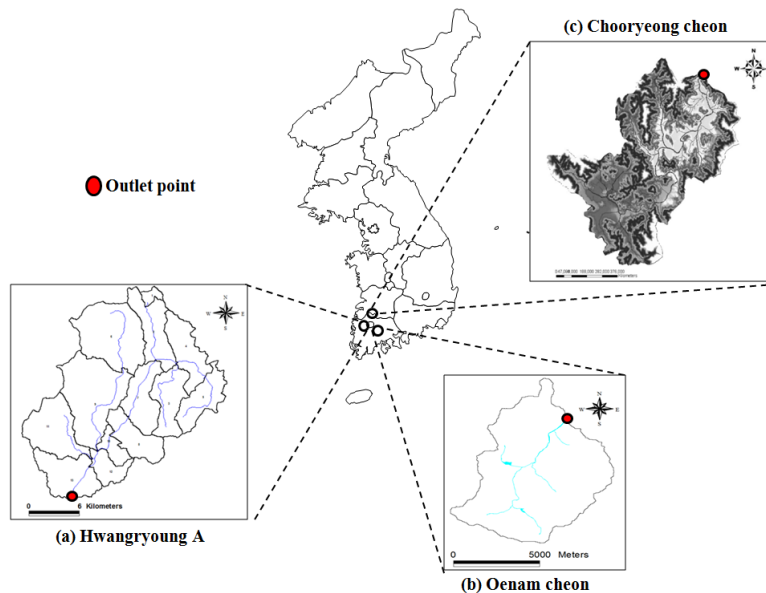 (c) Chooryeong cheon
N
W
E
S
Outlet point
N
W
E
S
0
6
Kilometers
(a) Hwangryoung A
N
W
E
S
0
5000
Meters
(b) Oenam cheon